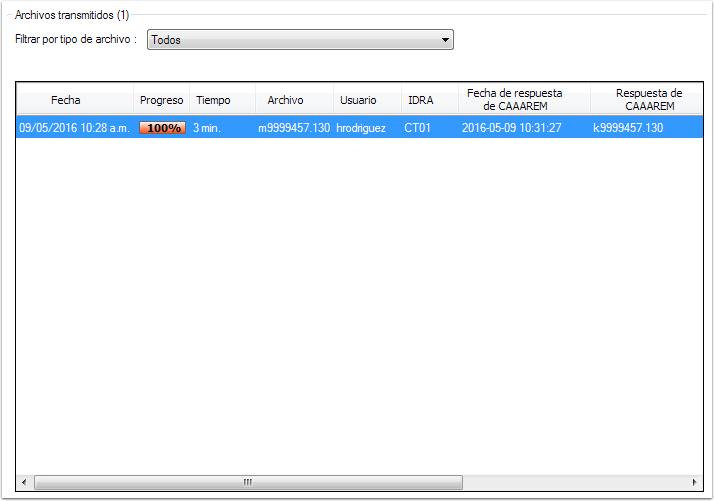 Archivos transmitidos (1)
Filtrar por tipo de archivo : Todos
Fecha Progreso Tiempo Archivo Usuario IDRA Fecha de respuesta de CAAAREM Respuesta de CAAAREM
09/05/2016 10:28 a.m. 100% 3 min. m9999457.130 hrodriguez CT01 2016-05-09 10:31:27 k9999457.130